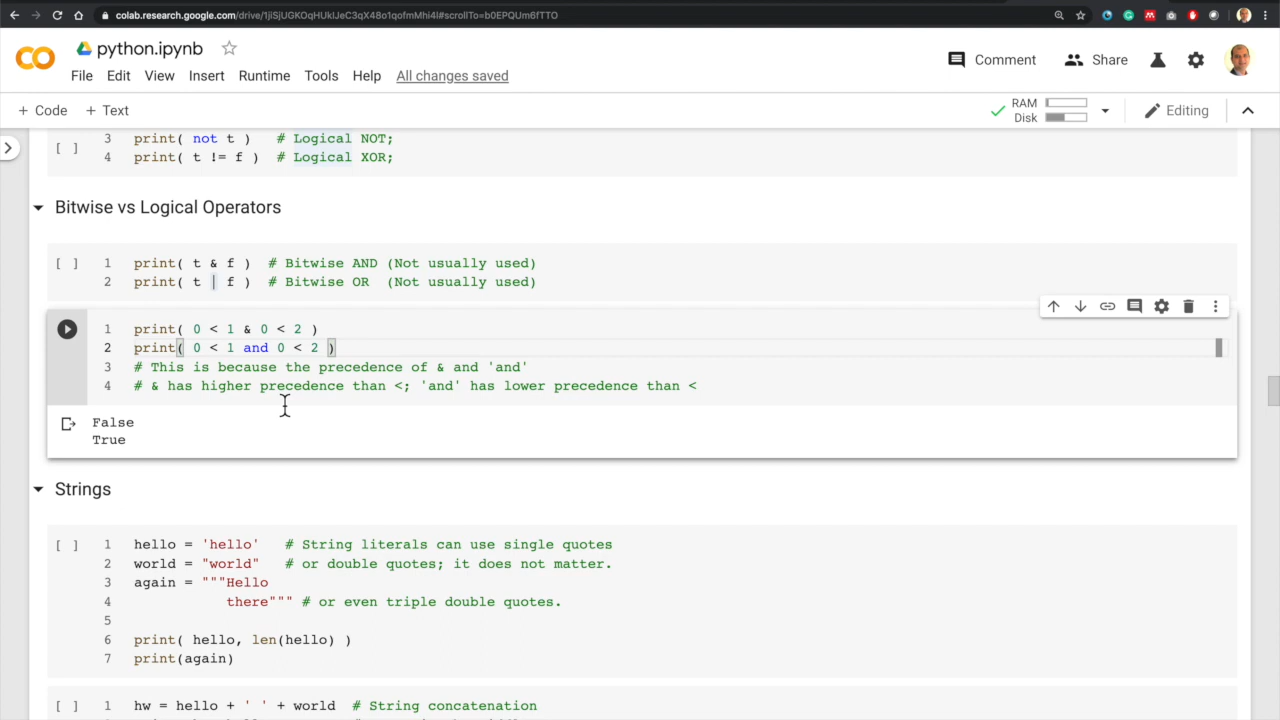 colab.research.google.com/drive/1jiSjUGKOqHUkIJeC3qX48o1qofmMhi4l#scrollTo=b0EPQUm6fTTO
python.ipynb
File Edit View Insert Runtime Tools Help All changes saved
Comment Share
+ Code + Text
RAM
Disk
Editing
3 print( not t ) # Logical NOT;
[ ]
4 print( t != f ) # Logical XOR;
Bitwise vs Logical Operators
[ ] 1 print( t & f ) # Bitwise AND (Not usually used)
2 print( t | f ) # Bitwise OR (Not usually used)
1 print( 0 < 1 & 0 < 2 )
2 print( 0 < 1 and 0 < 2 )
3 # This is because the precedence of & and 'and'
4 # & has higher precedence than <; 'and' has lower precedence than <
False
True
Strings
[ ] 1 hello = 'hello' # String literals can use single quotes
2 world = "world" # or double quotes; it does not matter.
3 again = """Hello
4 there""" # or even triple double quotes.
5
6 print( hello, len(hello) )
7 print(again)
[ ] 1 hw = hello + ' ' + world # String concatenation